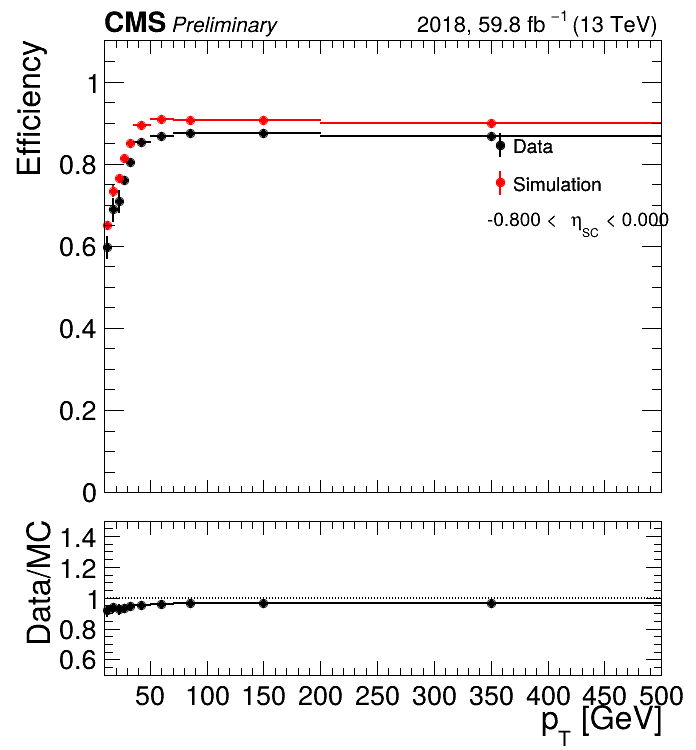 CMS Preliminary 2018, 59.8 fb⁻¹ (13 TeV)
Efficiency
1
0.8
0.6
0.4
0.2
0
Data
Simulation
-0.800 < η_SC < 0.000
Data/MC
1.4
1.2
1
0.8
0.6
50 100 150 200 250 300 350 400 450 500
p_T [GeV]